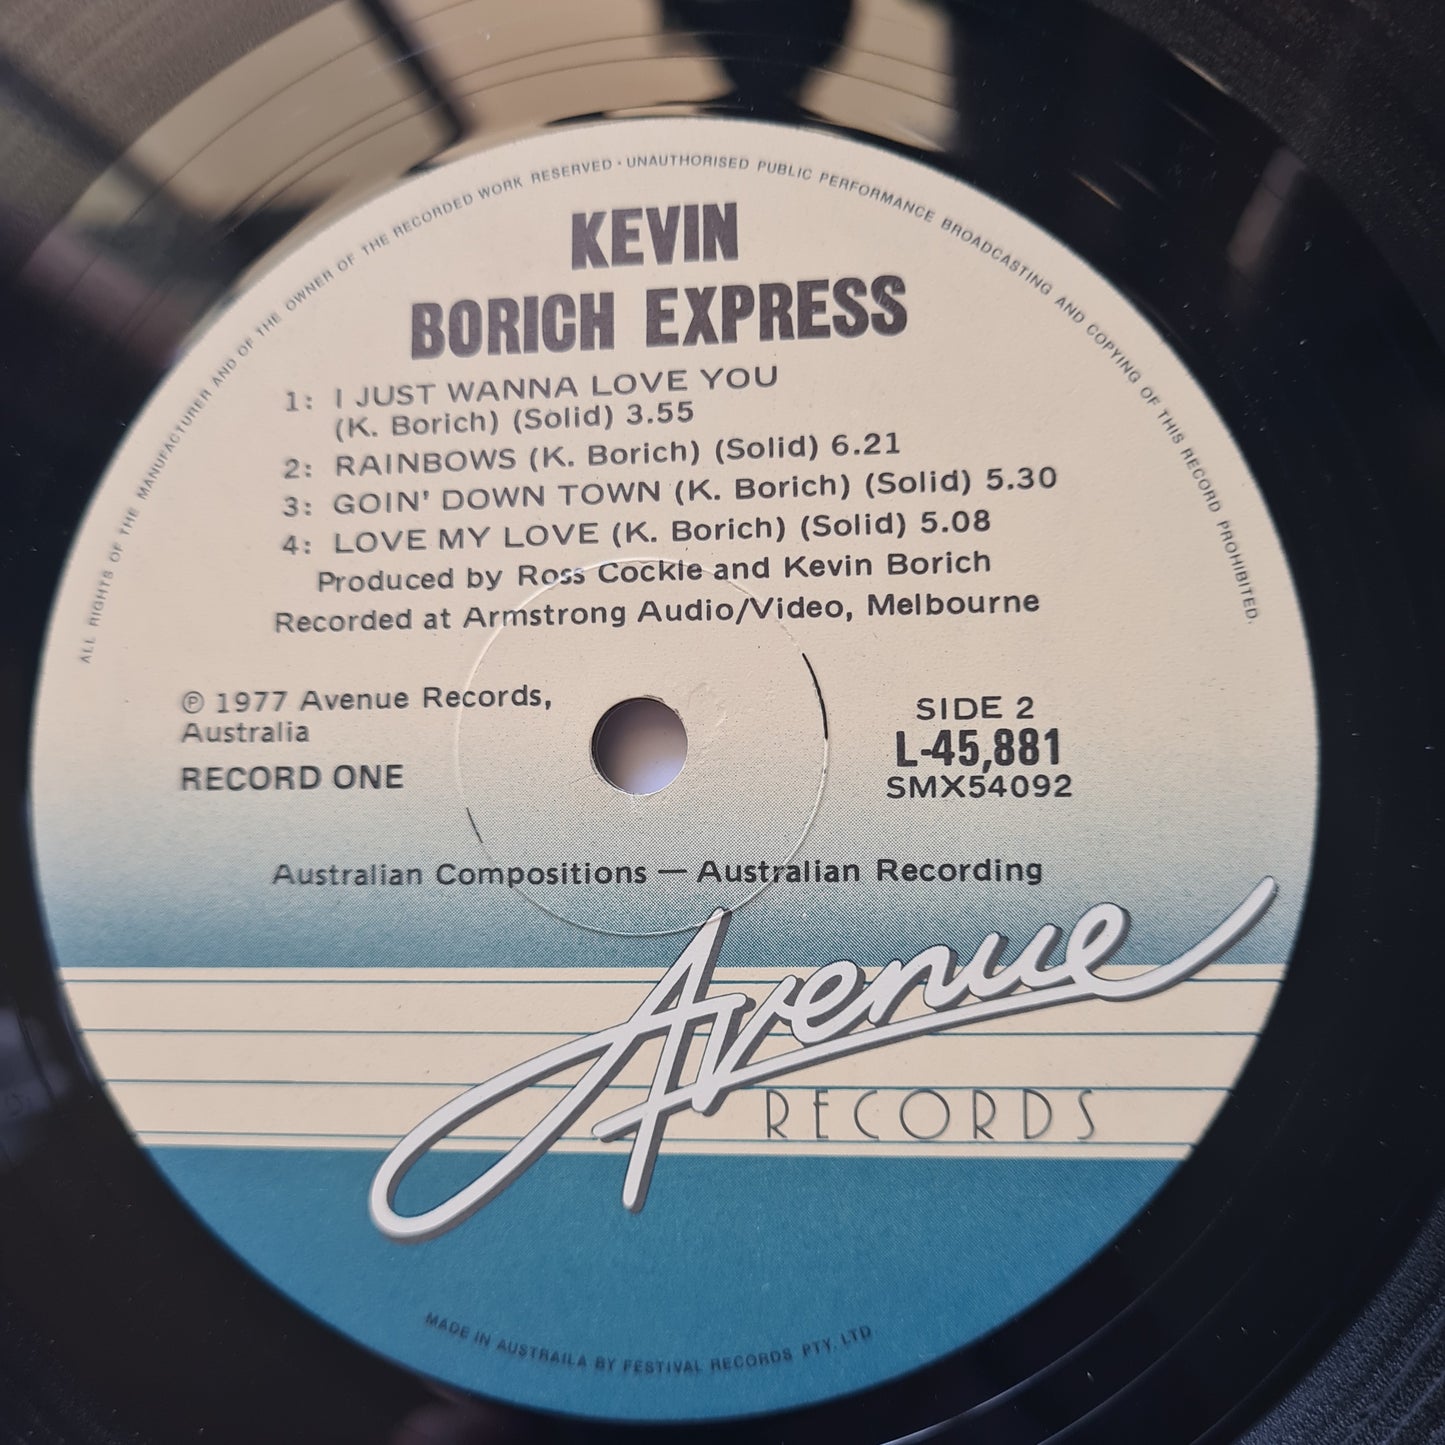 ALL RIGHTS OF THE MANUFACTURER AND OF THE OWNER OF THE RECORDED WORK RESERVED · UNAUTHORISED PUBLIC PERFORMANCE BROADCASTING AND COPYING OF THIS RECORD PROHIBITED.
KEVIN
BORICH EXPRESS
1: I JUST WANNA LOVE YOU
(K. Borich) (Solid) 3.55
2: RAINBOWS (K. Borich) (Solid) 6.21
3: GOIN' DOWN TOWN (K. Borich) (Solid) 5.30
4: LOVE MY LOVE (K. Borich) (Solid) 5.08
Produced by Ross Cockle and Kevin Borich
Recorded at Armstrong Audio/Video, Melbourne
℗ 1977 Avenue Records,
Australia
RECORD ONE
SIDE 2
L-45,881
SMX54092
Australian Compositions — Australian Recording
Avenue
RECORDS
MADE IN AUSTRAILA BY FESTIVAL RECORDS PTY. LTD